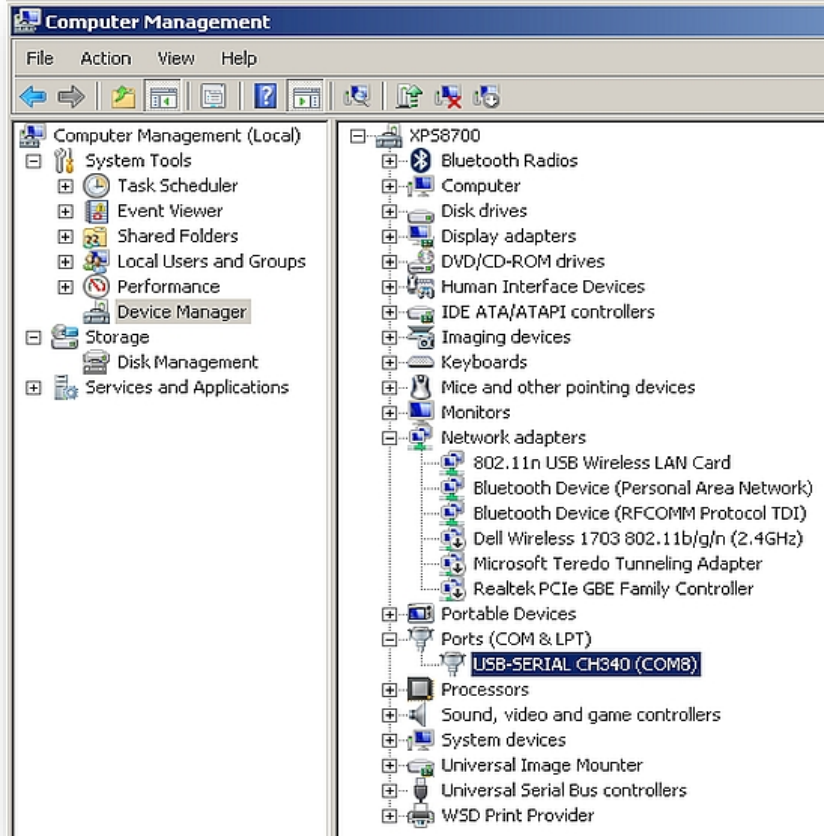 Computer Management
File Action View Help
Computer Management (Local)
System Tools
Task Scheduler
Event Viewer
Shared Folders
Local Users and Groups
Performance
Device Manager
Storage
Disk Management
Services and Applications
XPS8700
Bluetooth Radios
Computer
Disk drives
Display adapters
DVD/CD-ROM drives
Human Interface Devices
IDE ATA/ATAPI controllers
Imaging devices
Keyboards
Mice and other pointing devices
Monitors
Network adapters
802.11n USB Wireless LAN Card
Bluetooth Device (Personal Area Network)
Bluetooth Device (RFCOMM Protocol TDI)
Dell Wireless 1703 802.11b/g/n (2.4GHz)
Microsoft Teredo Tunneling Adapter
Realtek PCIe GBE Family Controller
Portable Devices
Ports (COM & LPT)
USB-SERIAL CH340 (COM8)
Processors
Sound, video and game controllers
System devices
Universal Image Mounter
Universal Serial Bus controllers
WSD Print Provider